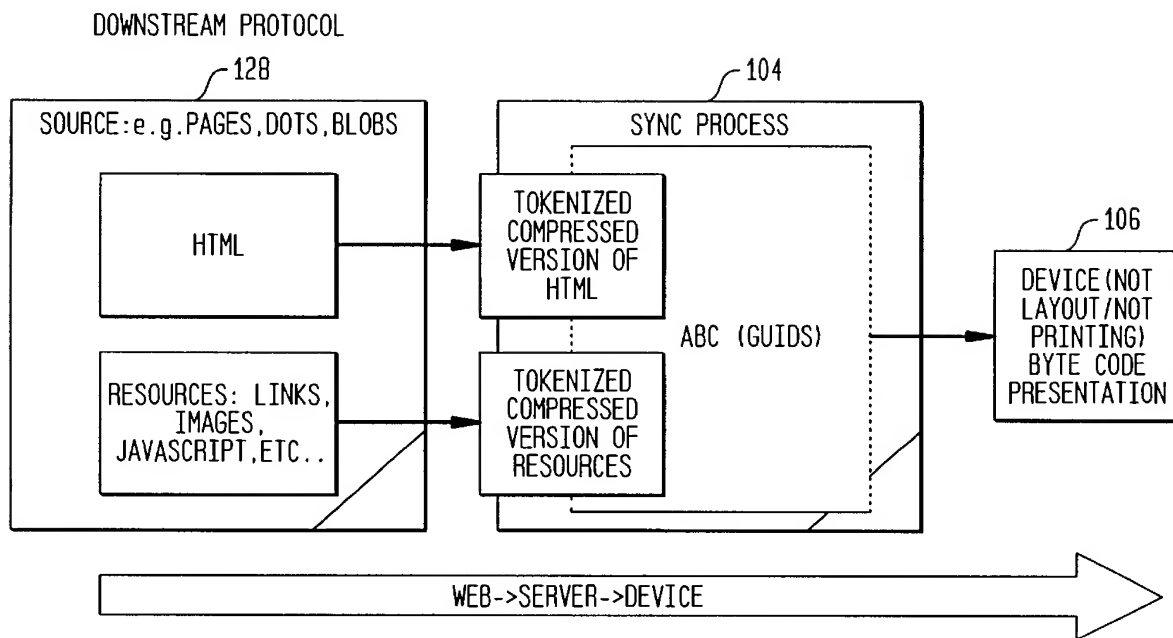 DOWNSTREAM PROTOCOL
128
SOURCE:e.g.PAGES,DOTS,BLOBS
HTML
RESOURCES: LINKS,
IMAGES,
JAVASCRIPT,ETC..
104
SYNC PROCESS
TOKENIZED
COMPRESSED
VERSION OF
HTML
TOKENIZED
COMPRESSED
VERSION OF
RESOURCES
ABC (GUIDS)
106
DEVICE(NOT
LAYOUT/NOT
PRINTING)
BYTE CODE
PRESENTATION
WEB->SERVER->DEVICE